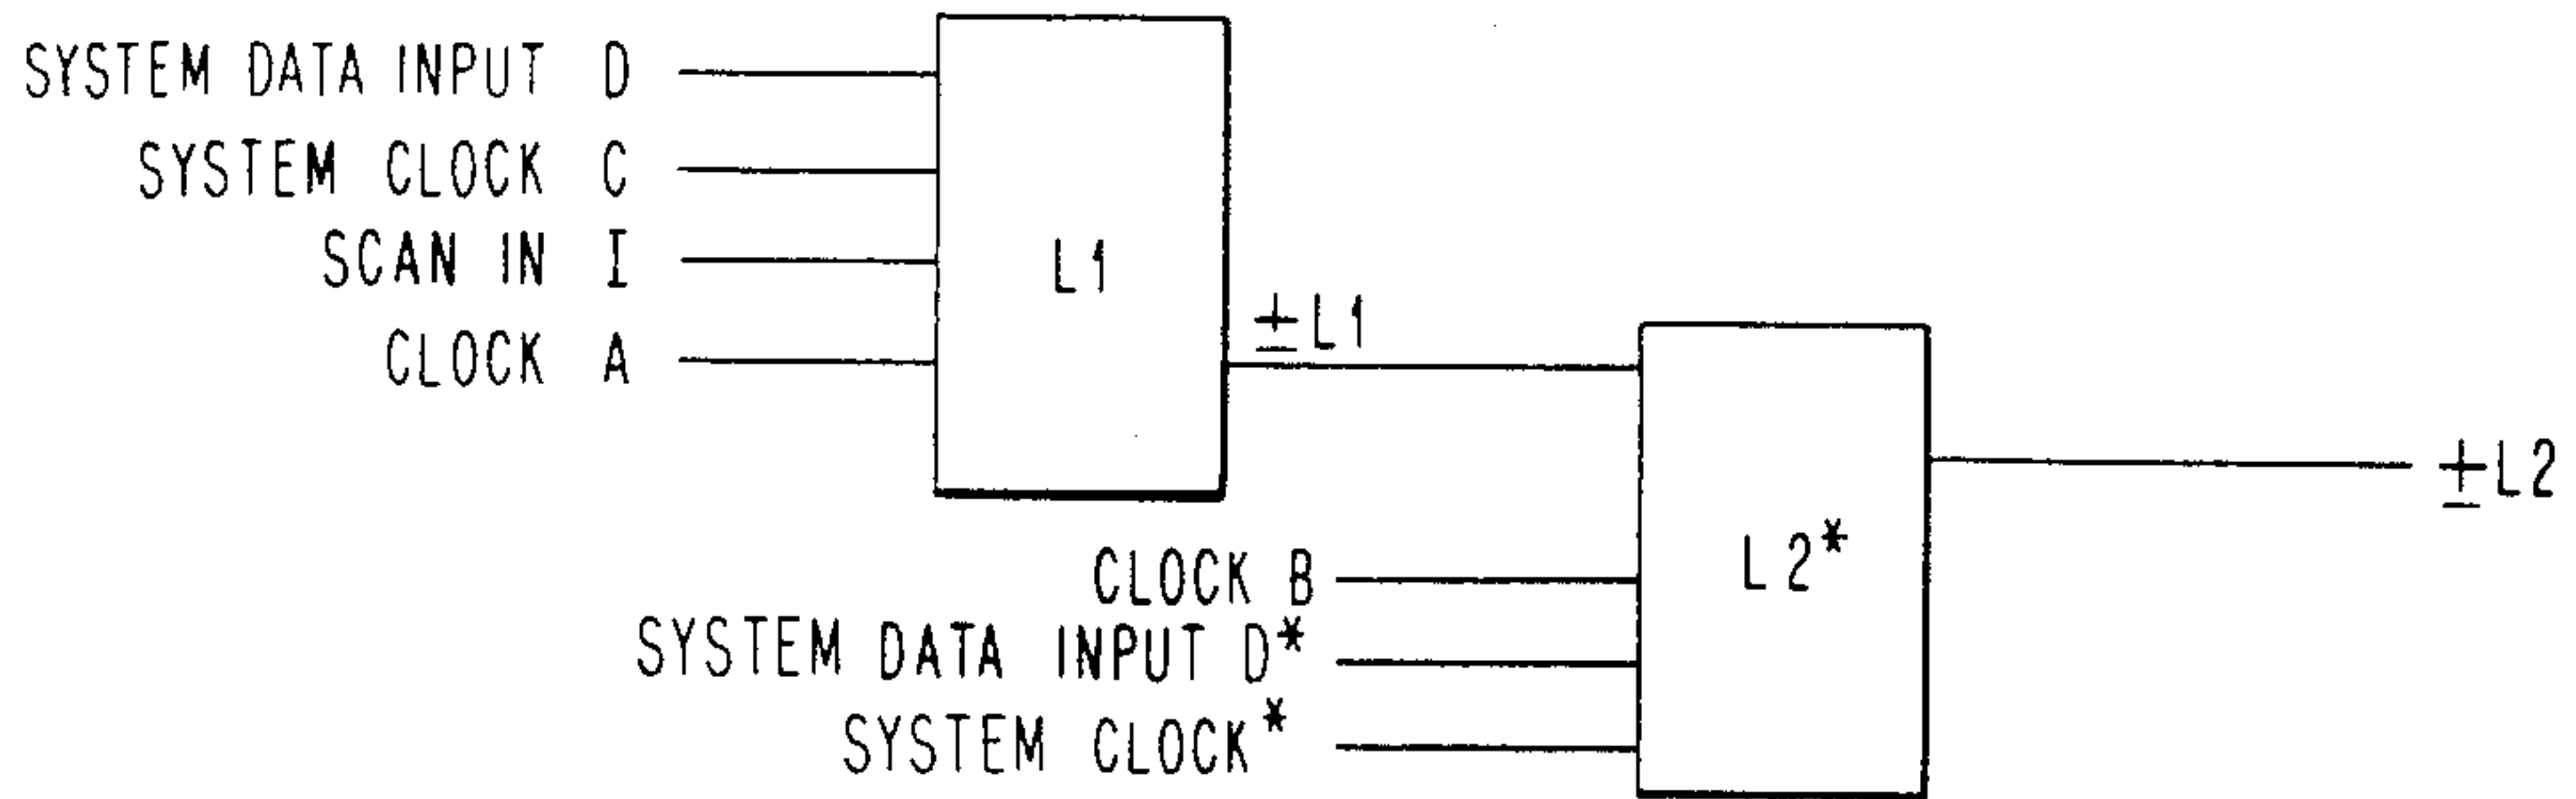 SYSTEM DATA INPUT D
SYSTEM CLOCK C
SCAN IN I
CLOCK A
L1
±L1
CLOCK B
SYSTEM DATA INPUT D*
SYSTEM CLOCK*
L2*
±L2